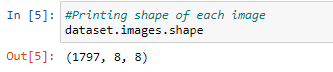 In [5]: #Printing shape of each image
dataset.images.shape
Out[5]: (1797, 8, 8)